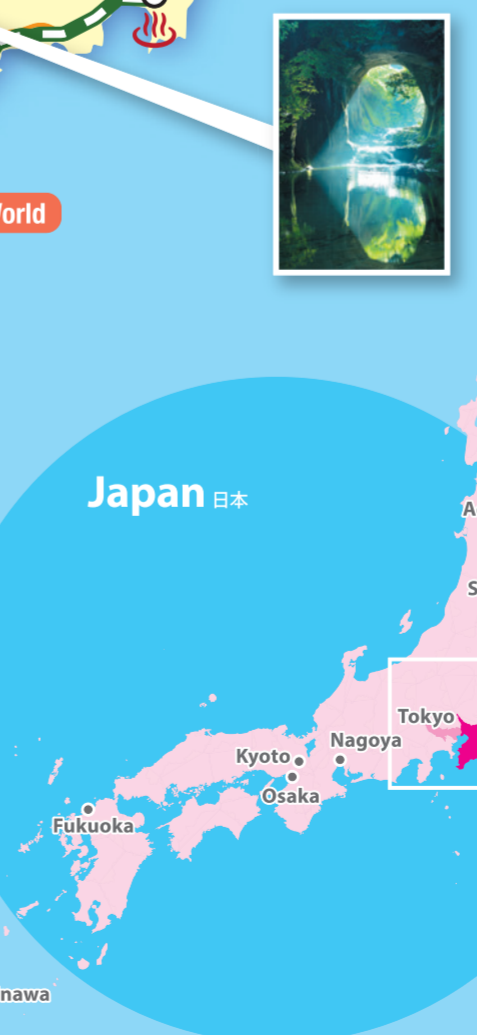 orld
Japan 日本
A
S
Tokyo
Nagoya
Kyoto
Osaka
Fukuoka
nawa